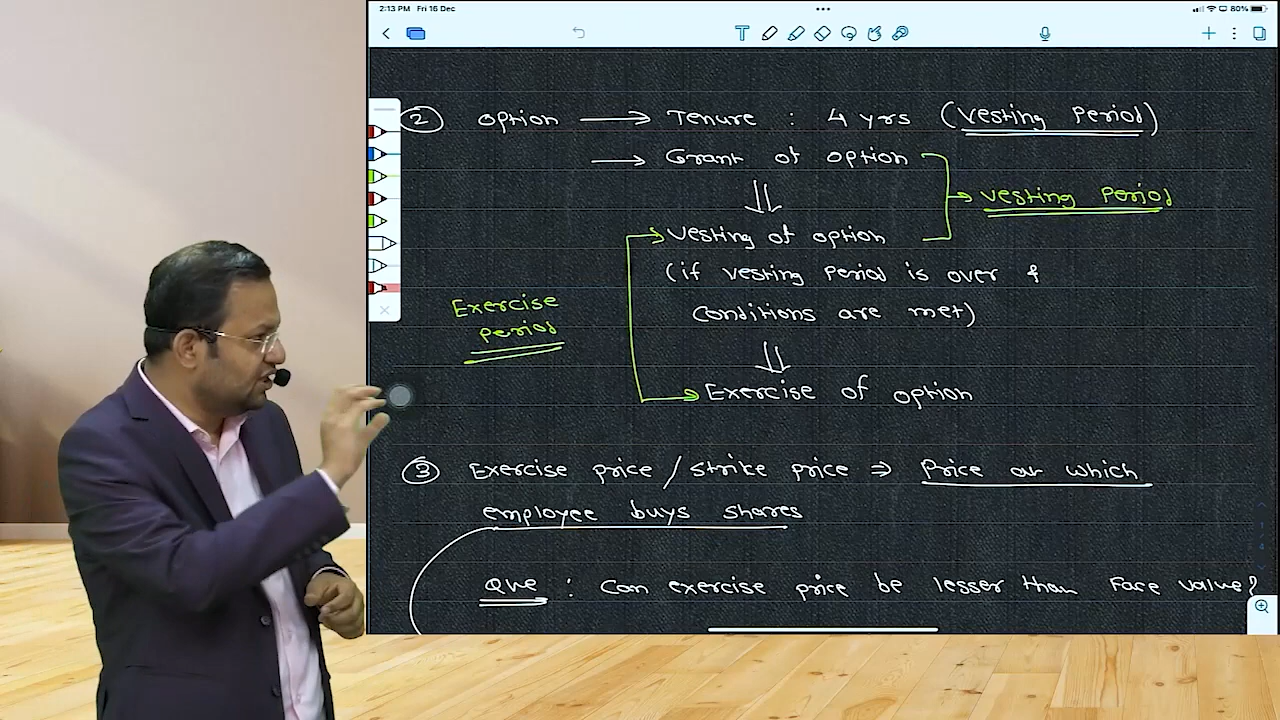 2:13 PM Fri 16 Dec
80%
② Option → Tenure : 4 yrs (Vesting Period)
→ Grant of option
→ Vesting Period
Vesting of option
(if vesting period is over &
Conditions are met)
Exercise
period
Exercise of option
③ Exercise price / strike price ⇒ Price at which
employee buys shares
Que : Can exercise price be lesser than Face value?